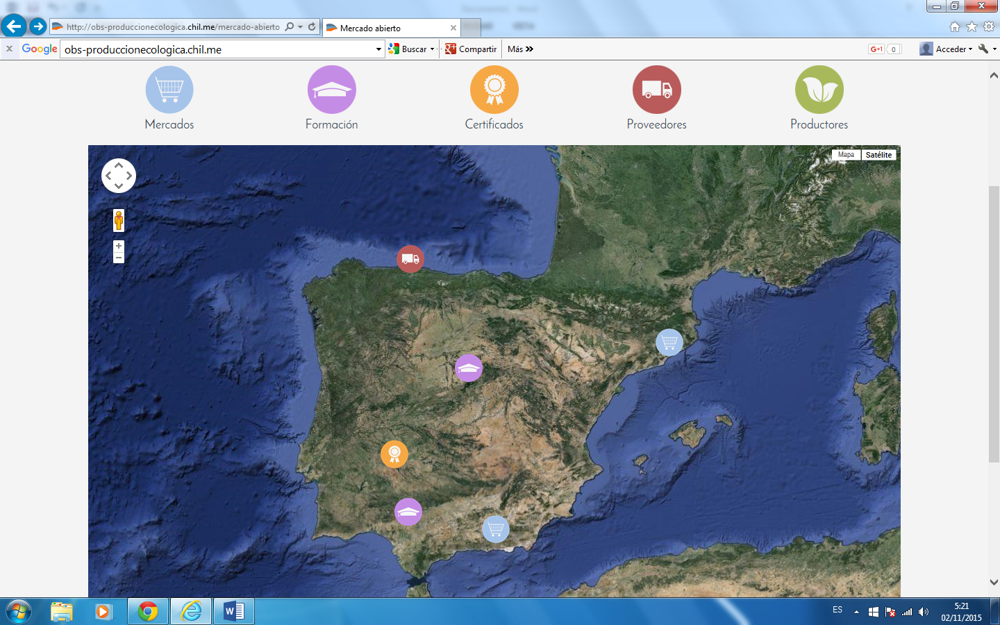 http://obs-produccionecologica.chil.me/mercado-abierto
Mercado abierto
x Google obs-produccionecologica.chil.me Buscar Compartir Más »
G+1 0 Acceder
Mercados Formación Certificados Proveedores Productores
Mapa Satélite
+
−
W
ES 5:21
02/11/2015